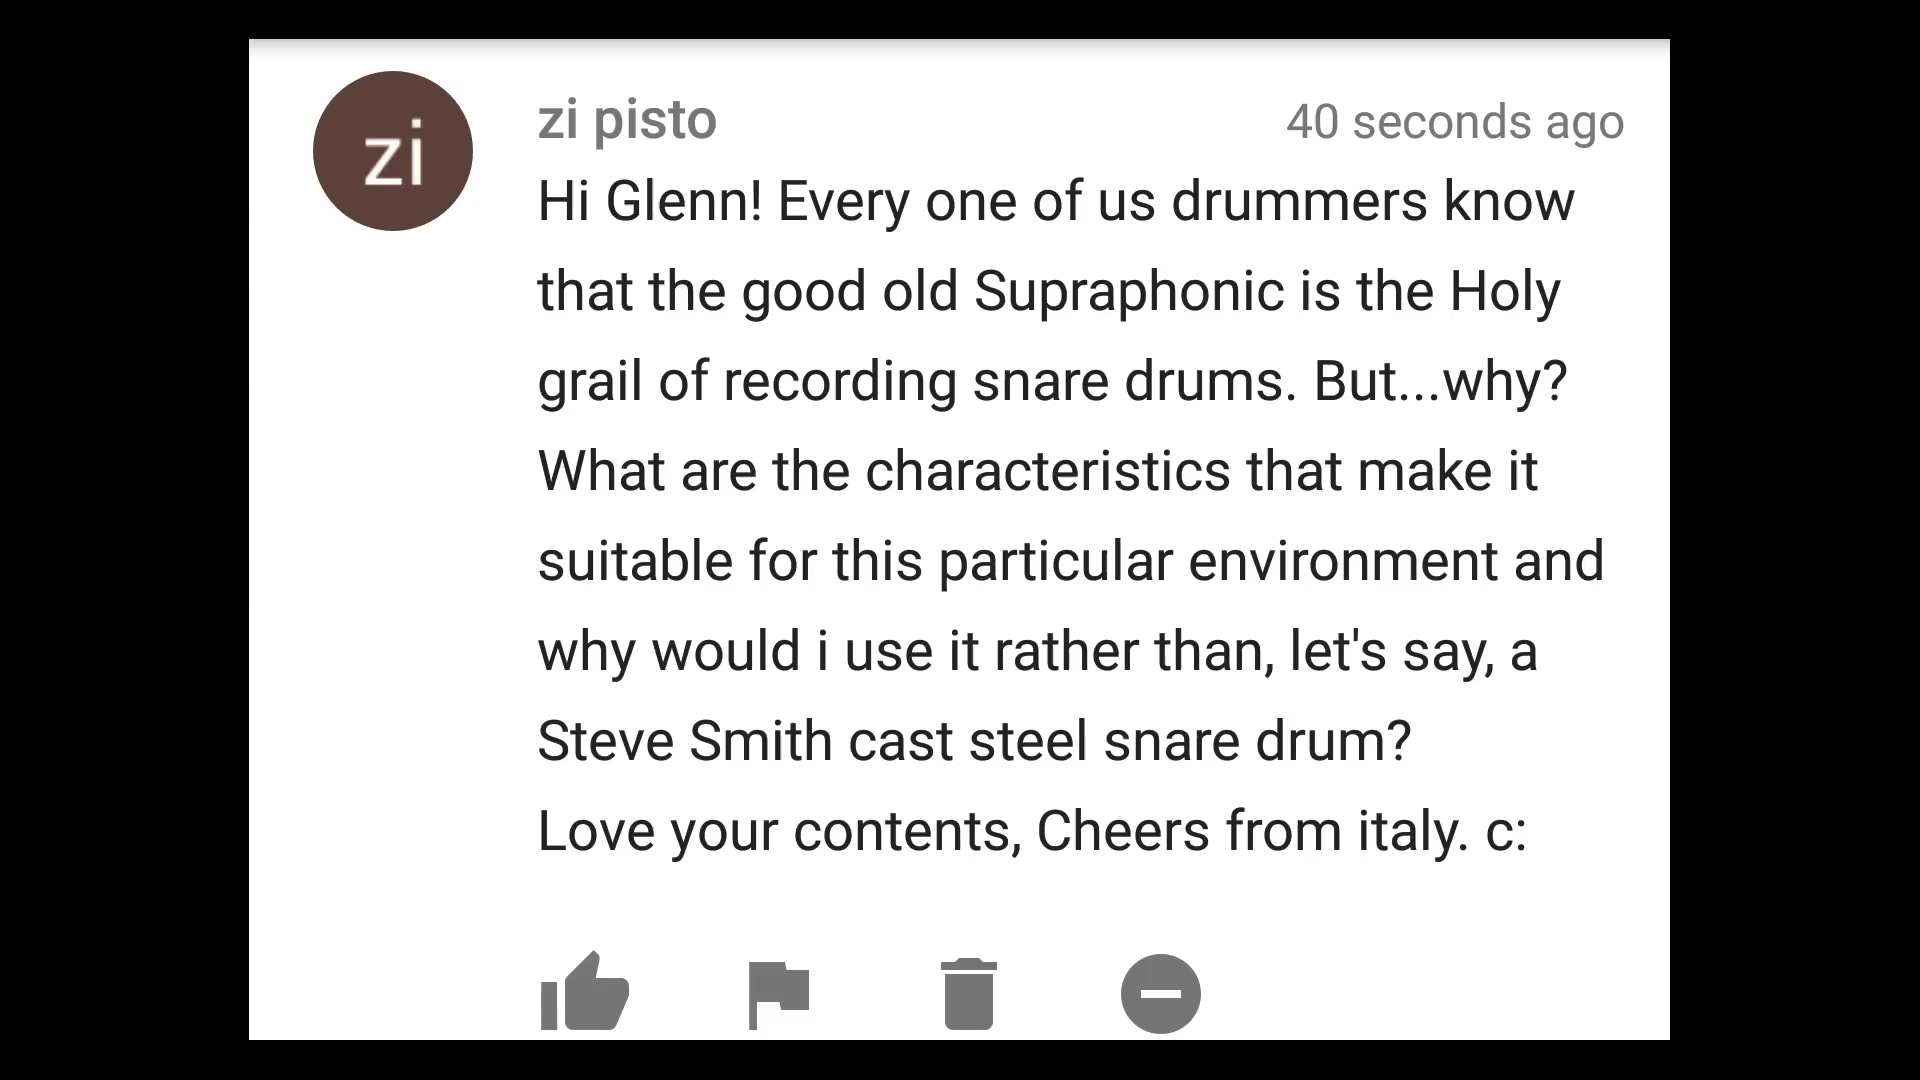 zi
zi pisto
40 seconds ago
Hi Glenn! Every one of us drummers know
that the good old Supraphonic is the Holy
grail of recording snare drums. But...why?
What are the characteristics that make it
suitable for this particular environment and
why would i use it rather than, let's say, a
Steve Smith cast steel snare drum?
Love your contents, Cheers from italy. c: